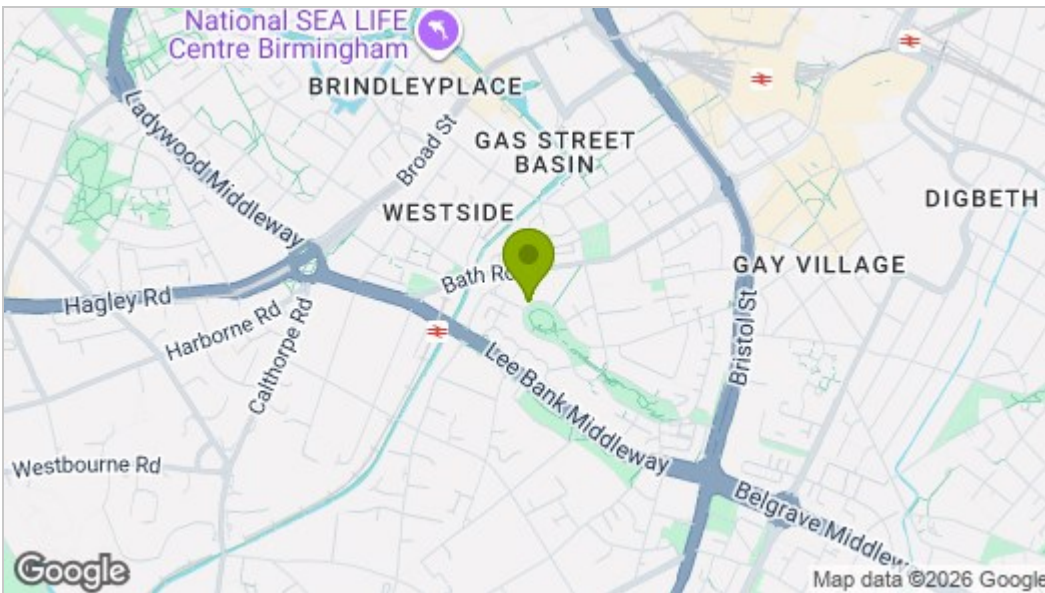 National SEA LIFE
Centre Birmingham
BRINDLEYPLACE
Ladywood Middleway
Broad St
GAS STREET
BASIN
DIGBETH
WESTSIDE
Bath Ro
GAY VILLAGE
Hagley Rd
Harborne Rd
Calthorpe Rd
Bristol St
Lee Bank Middleway
Westbourne Rd
Belgrave Middlew
Google
Map data ©2026 Google